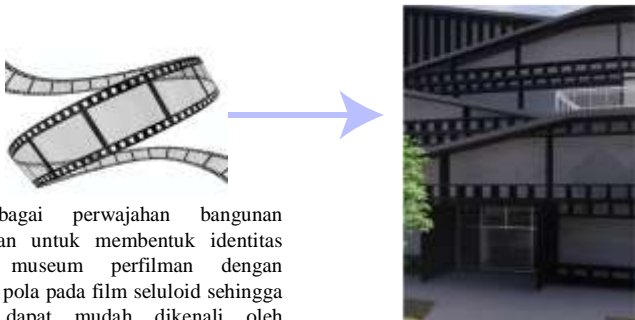 bagai perwajahan bangunan
an untuk membentuk identitas
museum perfilman dengan
pola pada film seluloid sehingga
dapat mudah dikenali oleh